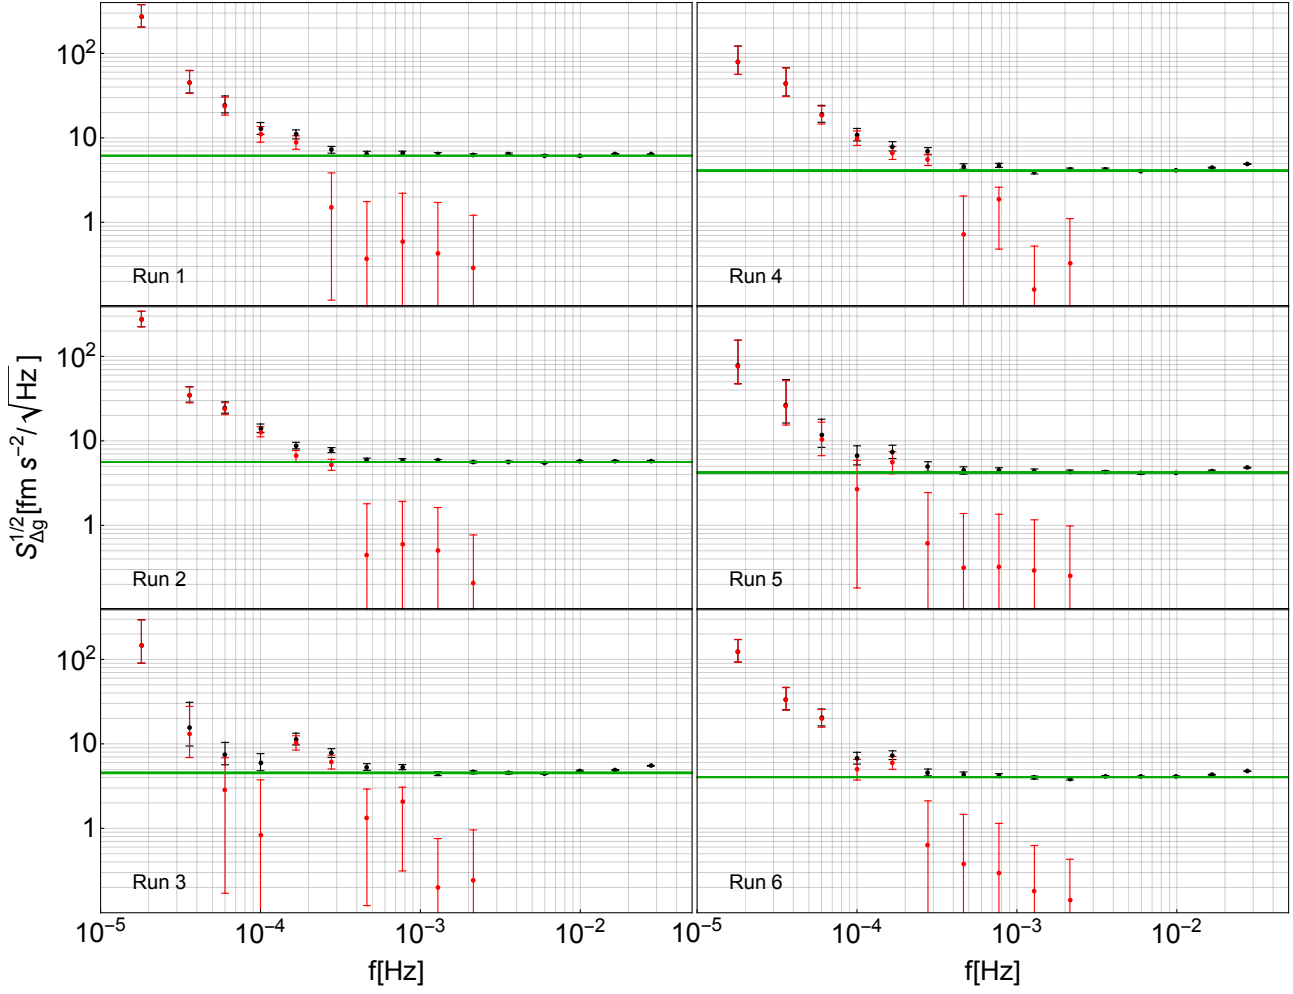 10² 10 1 Run 1 Run 4
10² 10 1 Run 2 Run 5
10² 10 1 Run 3 Run 6
S_{Δg}^{1/2}[fm s⁻²/√Hz]
10⁻⁵ 10⁻⁴ 10⁻³ 10⁻² 10⁻⁵ 10⁻⁴ 10⁻³ 10⁻²
f[Hz] f[Hz]